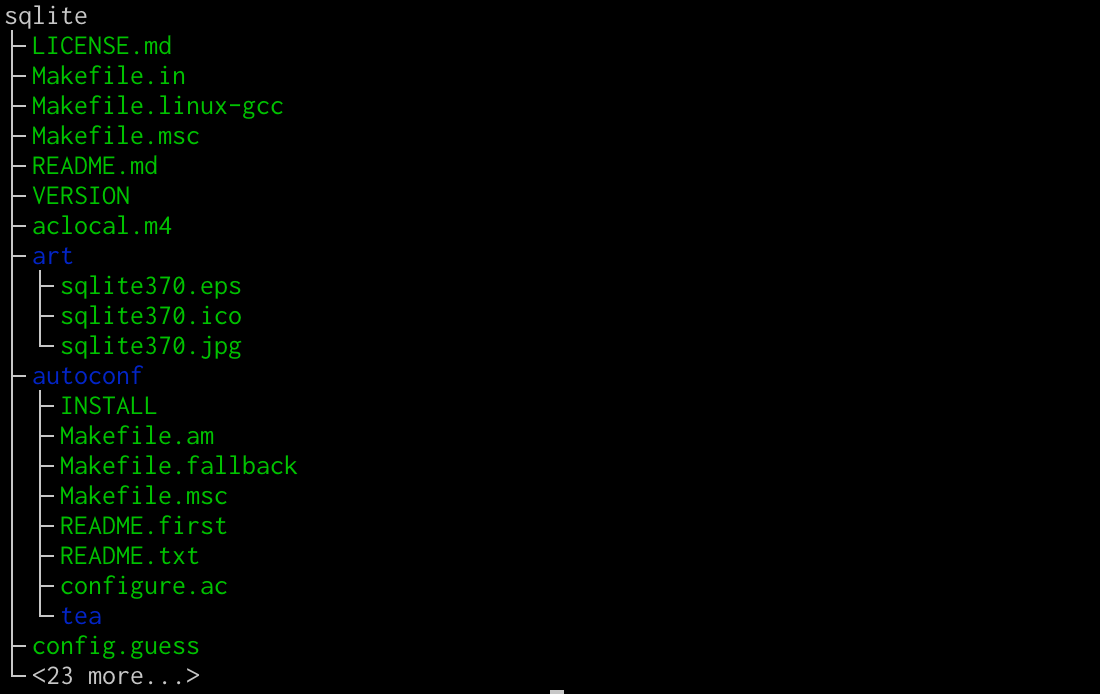 sqlite
LICENSE.md
Makefile.in
Makefile.linux-gcc
Makefile.msc
README.md
VERSION
aclocal.m4
art
sqlite370.eps
sqlite370.ico
sqlite370.jpg
autoconf
INSTALL
Makefile.am
Makefile.fallback
Makefile.msc
README.first
README.txt
configure.ac
tea
config.guess
<23 more...>